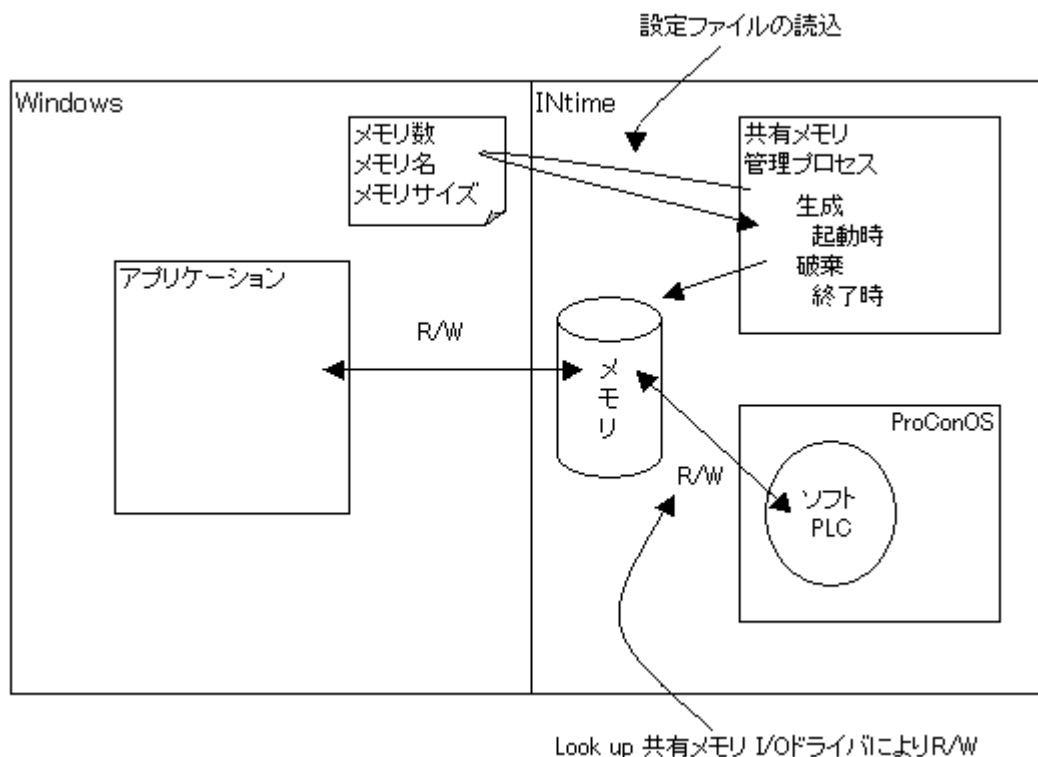 設定ファイルの読込
Windows
INtime
メモリ数
メモリ名
メモリサイズ
共有メモリ
管理プロセス
生成
起動時
破棄
終了時
アプリケーション
R/W
メモリ
ProConOS
R/W
ソフト
PLC
Look up 共有メモリ I/OドライバによりR/W